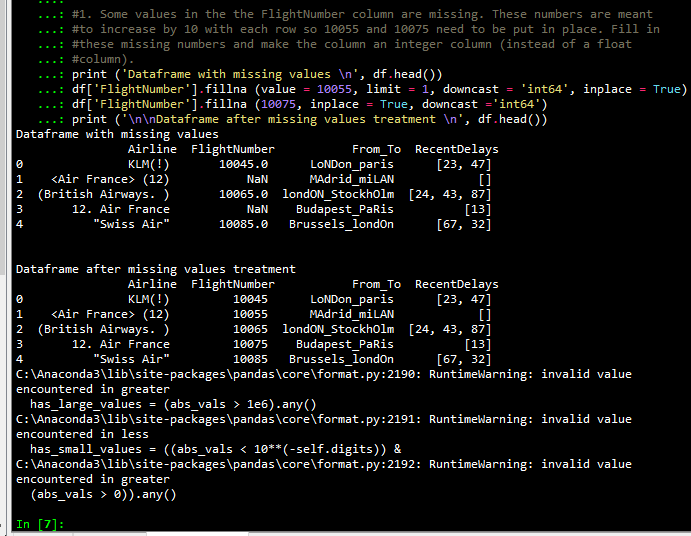 ...:
...: #1. Some values in the the FlightNumber column are missing. These numbers are meant
...: #to increase by 10 with each row so 10055 and 10075 need to be put in place. Fill in
...: #these missing numbers and make the column an integer column (instead of a float
...: #column).
...: print ('Dataframe with missing values \n', df.head())
...: df['FlightNumber'].fillna (value = 10055, limit = 1, downcast = 'int64', inplace = True)
...: df['FlightNumber'].fillna (10075, inplace = True, downcast ='int64')
...: print ('\n\nDataframe after missing values treatment \n', df.head())
Dataframe with missing values
Airline FlightNumber From_To RecentDelays
0 KLM(!) 10045.0 LoNDon_paris [23, 47]
1 <Air France> (12) NaN MAdrid_miLAN []
2 (British Airways. ) 10065.0 londON_StockhOlm [24, 43, 87]
3 12. Air France NaN Budapest_PaRis [13]
4 "Swiss Air" 10085.0 Brussels_londOn [67, 32]
Dataframe after missing values treatment
Airline FlightNumber From_To RecentDelays
0 KLM(!) 10045 LoNDon_paris [23, 47]
1 <Air France> (12) 10055 MAdrid_miLAN []
2 (British Airways. ) 10065 londON_StockhOlm [24, 43, 87]
3 12. Air France 10075 Budapest_PaRis [13]
4 "Swiss Air" 10085 Brussels_londOn [67, 32]
C:\Anaconda3\lib\site-packages\pandas\core\format.py:2190: RuntimeWarning: invalid value
encountered in greater
has_large_values = (abs_vals > 1e6).any()
C:\Anaconda3\lib\site-packages\pandas\core\format.py:2191: RuntimeWarning: invalid value
encountered in less
has_small_values = ((abs_vals < 10**(-self.digits)) &
C:\Anaconda3\lib\site-packages\pandas\core\format.py:2192: RuntimeWarning: invalid value
encountered in greater
(abs_vals > 0)).any()
In [7]: